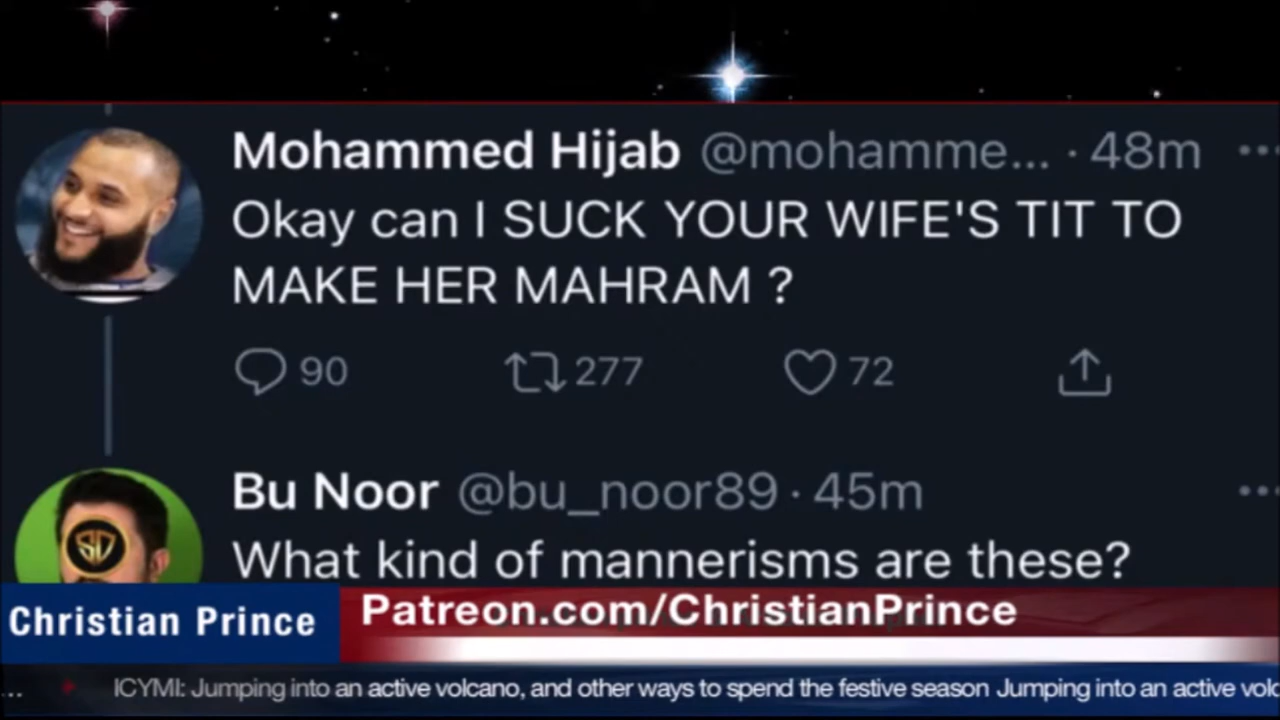 Mohammed Hijab @mohamme... · 48m ...
Okay can I SUCK YOUR WIFE'S TIT TO
MAKE HER MAHRAM ?
90 277 72
Bu Noor @bu_noor89 · 45m ...
What kind of mannerisms are these?
Christian Prince
Patreon.com/ChristianPrince
... ICYMI: Jumping into an active volcano, and other ways to spend the festive season Jumping into an active volc